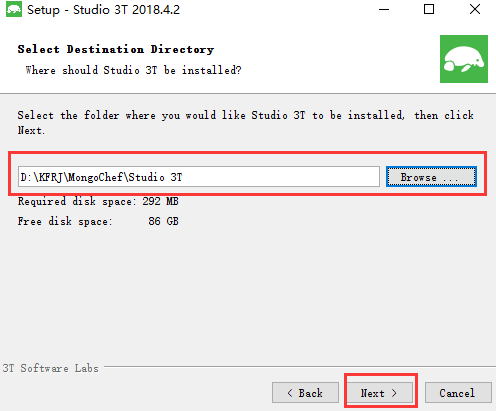 Setup - Studio 3T 2018.4.2
Select Destination Directory
Where should Studio 3T be installed?
Select the folder where you would like Studio 3T to be installed, then click
Next.
D:\KFRJ\MongoChef\Studio 3T
Browse ...
Required disk space: 292 MB
Free disk space: 86 GB
3T Software Labs
< Back
Next >
Cancel